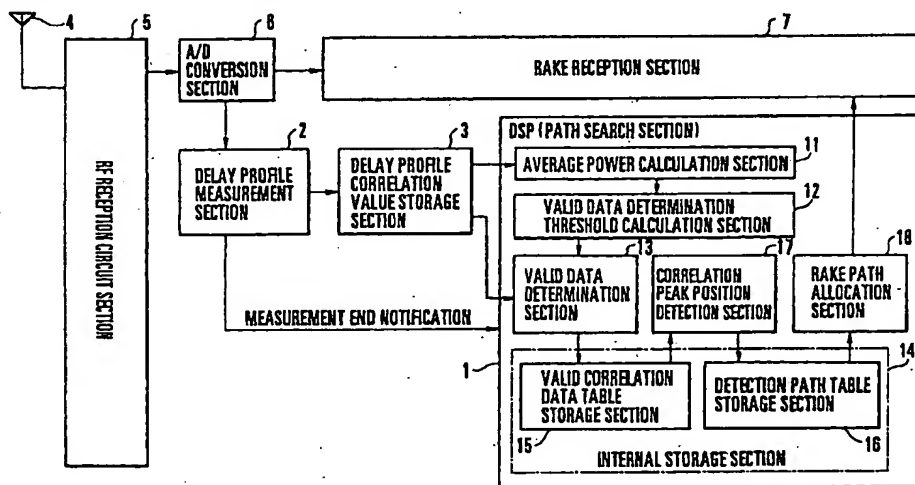 4
5
6
7
A/D
CONVERSION
SECTION
RAKE RECEPTION SECTION
RF RECEPTION CIRCUIT SECTION
2
3
DELAY PROFILE
MEASUREMENT
SECTION
DELAY PROFILE
CORRELATION
VALUE STORAGE
SECTION
MEASUREMENT END NOTIFICATION
1
DSP (PATH SEARCH SECTION)
11
AVERAGE POWER CALCULATION SECTION
12
VALID DATA DETERMINATION
THRESHOLD CALCULATION SECTION
13
17
18
VALID DATA
DETERMINATION
SECTION
CORRELATION
PEAK POSITION
DETECTION SECTION
RAKE PATH
ALLOCATION
SECTION
14
VALID CORRELATION
DATA TABLE
STORAGE SECTION
DETECTION PATH TABLE
STORAGE SECTION
15
16
INTERNAL STORAGE SECTION